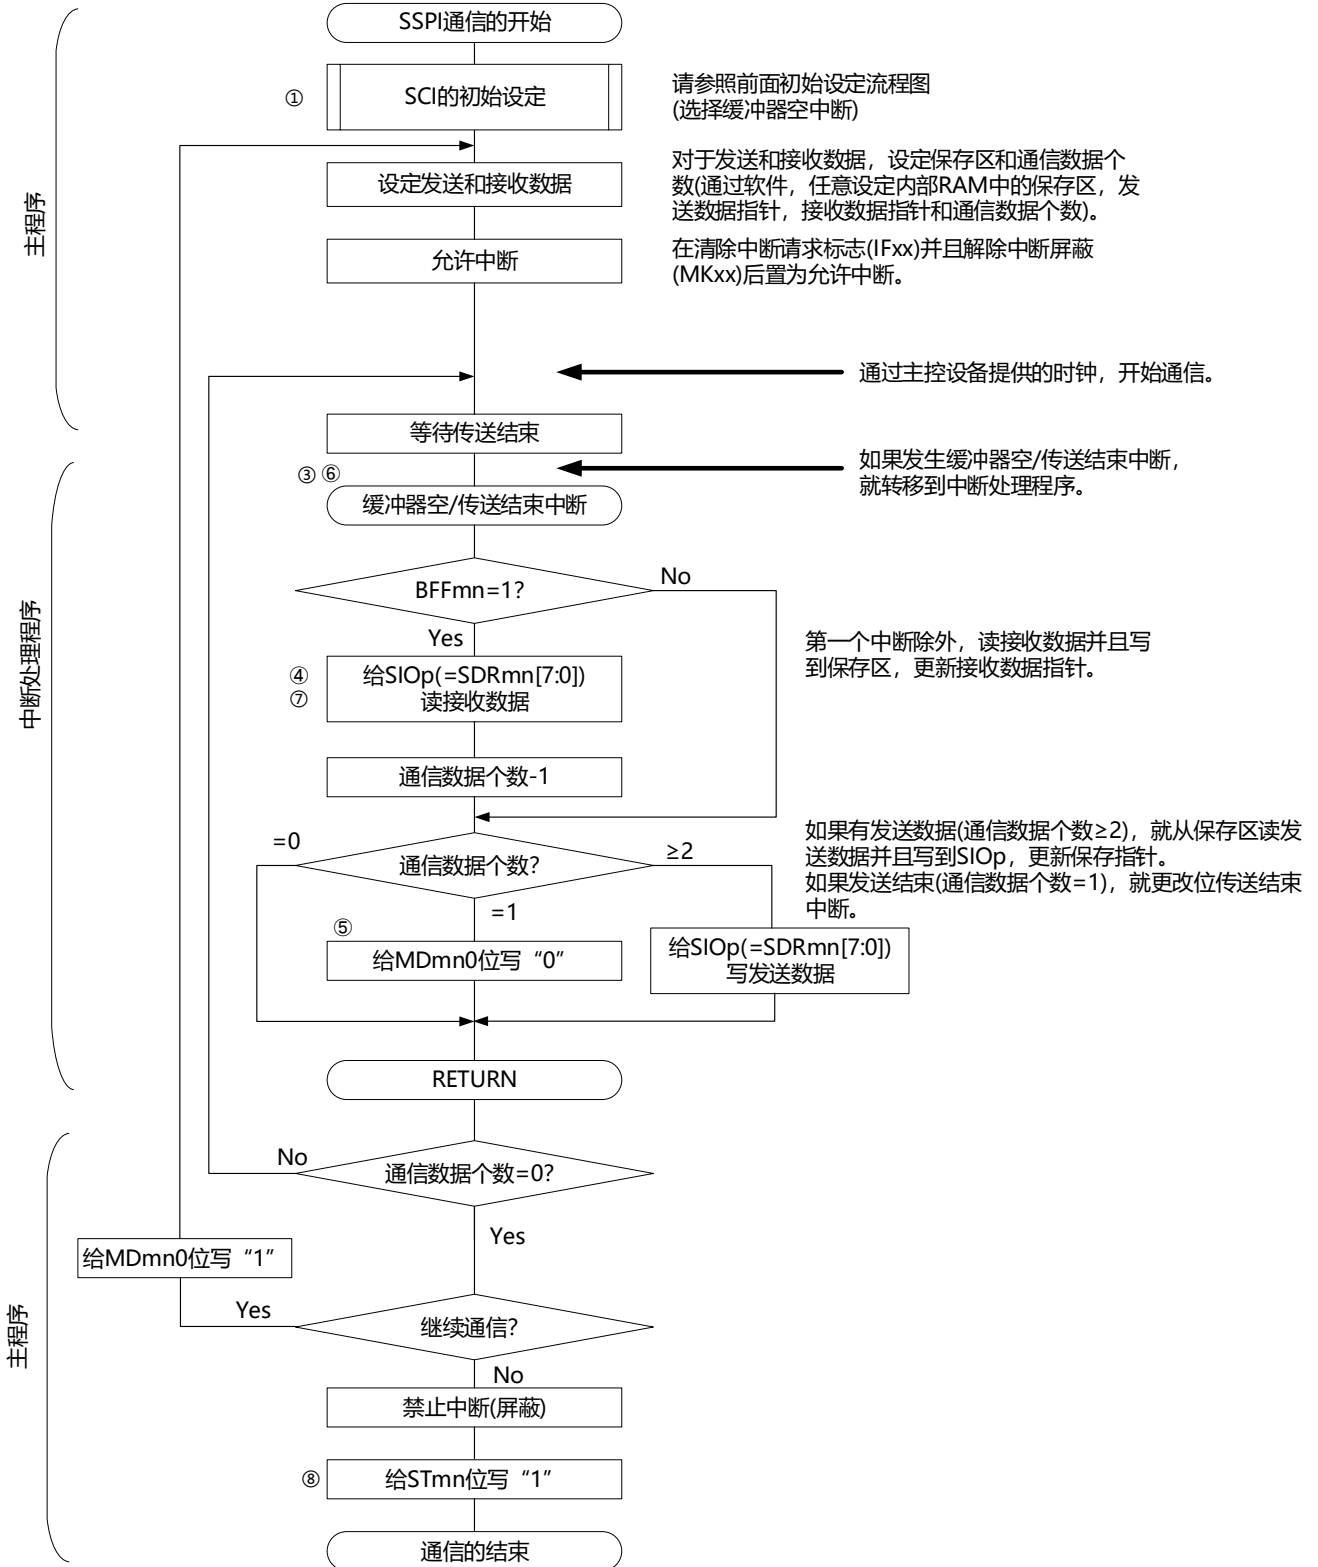 SSPI通信的开始
①
SCI的初始设定
请参照前面初始设定流程图
(选择缓冲器空中断)
设定发送和接收数据
对于发送和接收数据，设定保存区和通信数据个
数(通过软件，任意设定内部RAM中的保存区，发
送数据指针，接收数据指针和通信数据个数)。
主程序
允许中断
在清除中断请求标志(IFxx)并且解除中断屏蔽
(MKxx)后置为允许中断。
通过主控设备提供的时钟，开始通信。
等待传送结束
③⑥
如果发生缓冲器空/传送结束中断，
就转移到中断处理程序。
缓冲器空/传送结束中断
BFFmn=1?
No
Yes
中断处理程序
④
⑦
给SIOp(=SDRmn[7:0])
读接收数据
第一个中断除外，读接收数据并且写
到保存区，更新接收数据指针。
通信数据个数-1
=0
通信数据个数?
≥2
=1
如果有发送数据(通信数据个数≥2)，就从保存区读发
送数据并且写到SIOp，更新保存指针。
如果发送结束(通信数据个数=1)，就更改位传送结束
中断。
⑤
给MDmn0位写“0”
给SIOp(=SDRmn[7:0])
写发送数据
RETURN
No
通信数据个数=0?
Yes
给MDmn0位写“1”
Yes
继续通信?
主程序
No
禁止中断(屏蔽)
⑧
给STmn位写“1”
通信的结束